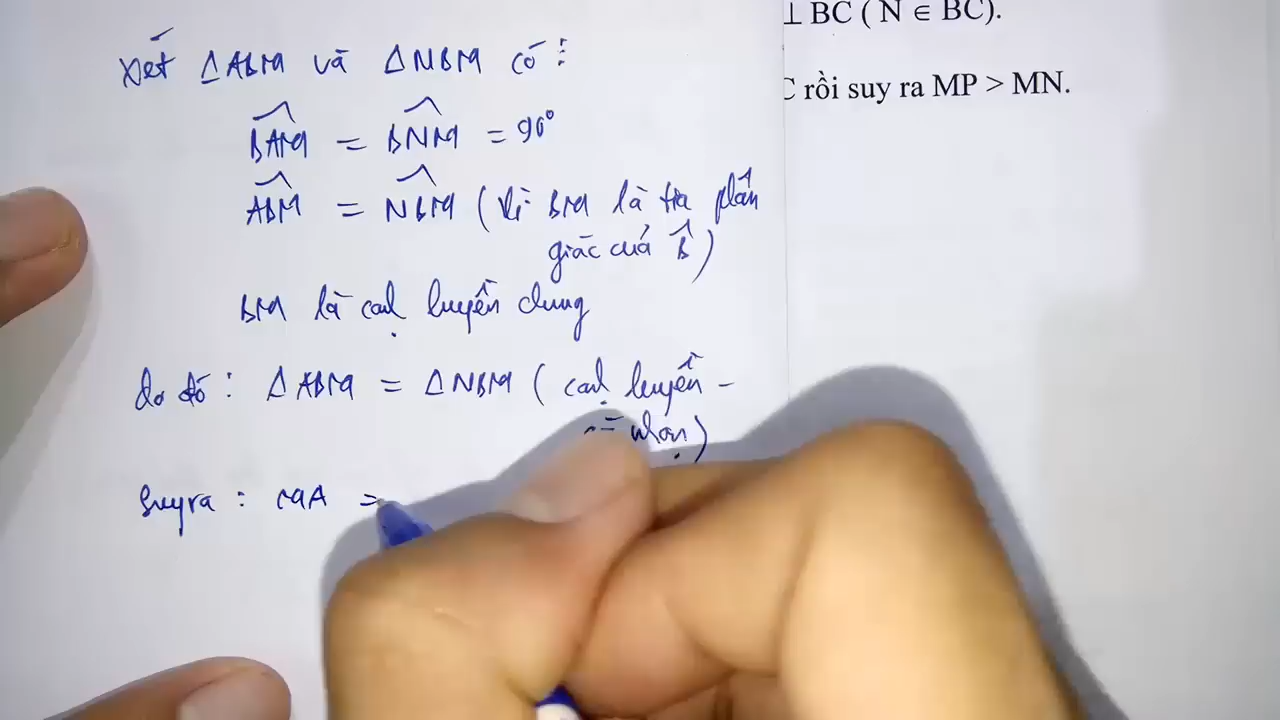 Xét ΔABM và ΔNBM có :
⊥ BC ( N ∈ BC).
C rồi suy ra MP > MN.
BAM = BNM = 90°
ABM = NBM (Vì BM là tia phân
giác của B)
BM là cạnh huyền chung
do đó : ΔABM = ΔNBM ( cạnh huyền –
nhọn)
Suy ra : MA =